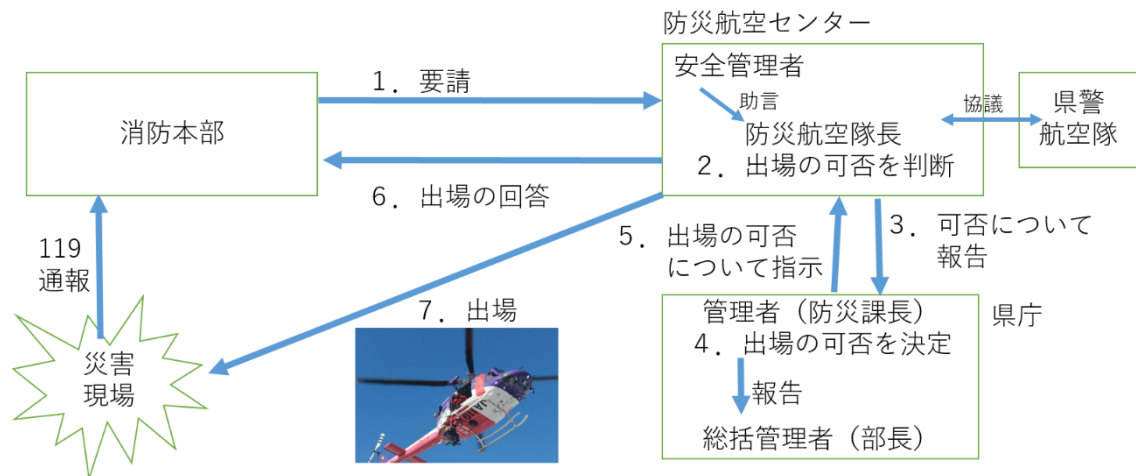 防災航空センター
1．要請
安全管理者
助言
防災航空隊長
2．出場の可否を判断
協議
県警
航空隊
消防本部
6．出場の回答
119
通報
5．出場の可否
について指示
3．可否について
報告
7．出場
管理者（防災課長）
4．出場の可否を決定
報告
総括管理者（部長）
県庁
災害
現場
JA